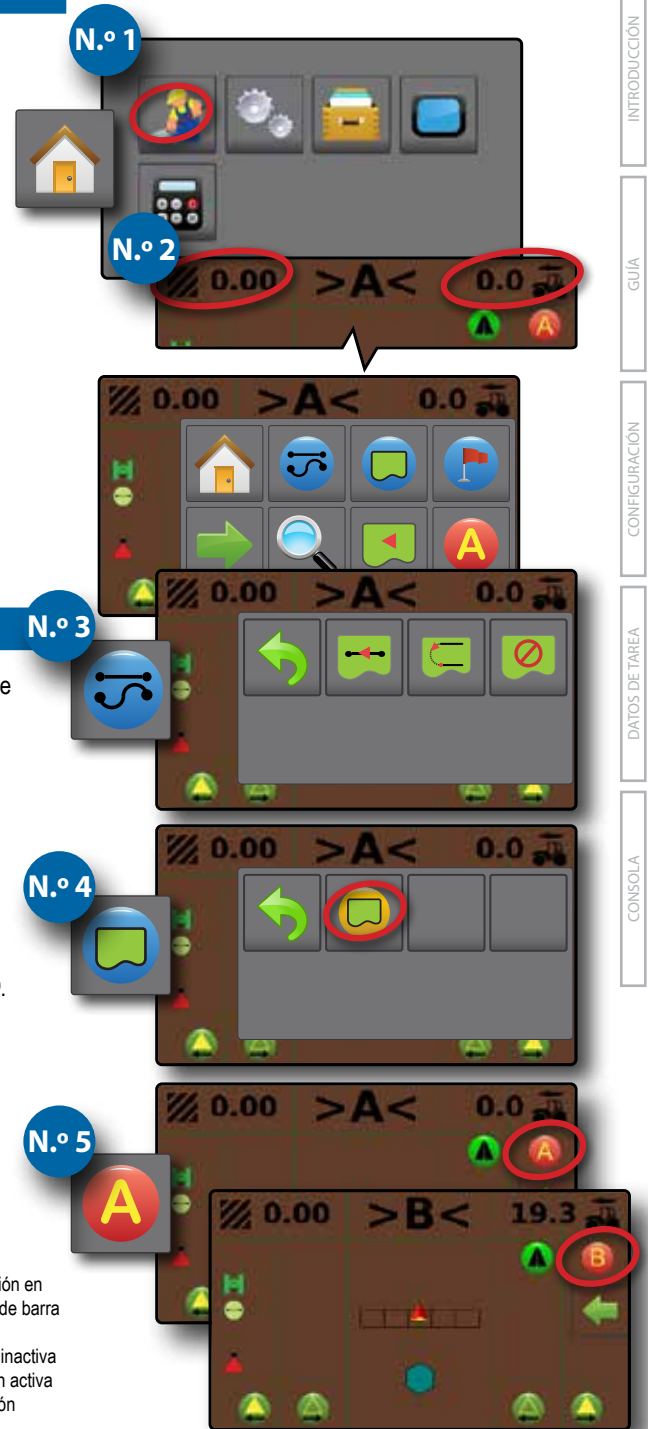 N.º 1
N.º 2
0.00 >A< 0.0
A
0.00 >A< 0.0
A
N.º 3
e
0.00 >A< 0.0
N.º 4
0.00 >A< 0.0
.
N.º 5
A
0.00 >A< 0.0
A
0.00 >B< 19.3
B
ión en
de barra
inactiva
n activa
ón
INTRODUCCIÓN
GUÍA
CONFIGURACIÓN
DATOS DE TAREA
CONSOLA